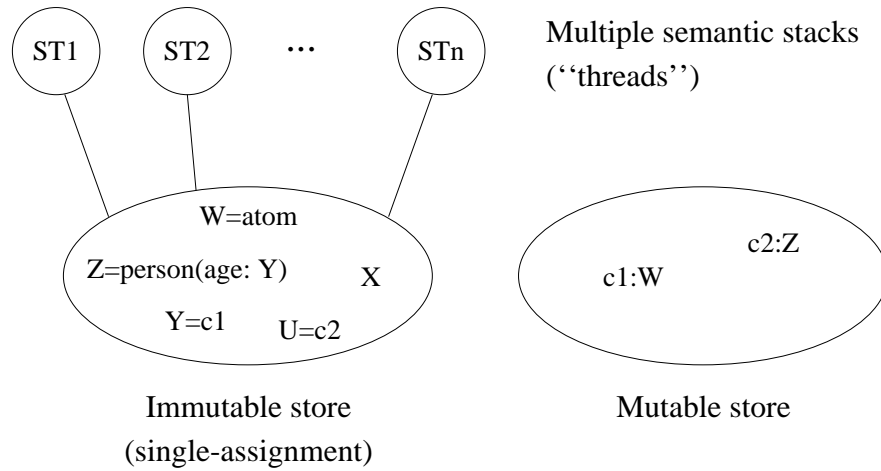 ST1 ST2 ... STn
Multiple semantic stacks
(‘‘threads’’)
W=atom
Z=person(age: Y)
X
Y=c1
U=c2
c2:Z
c1:W
Immutable store
(single-assignment)
Mutable store